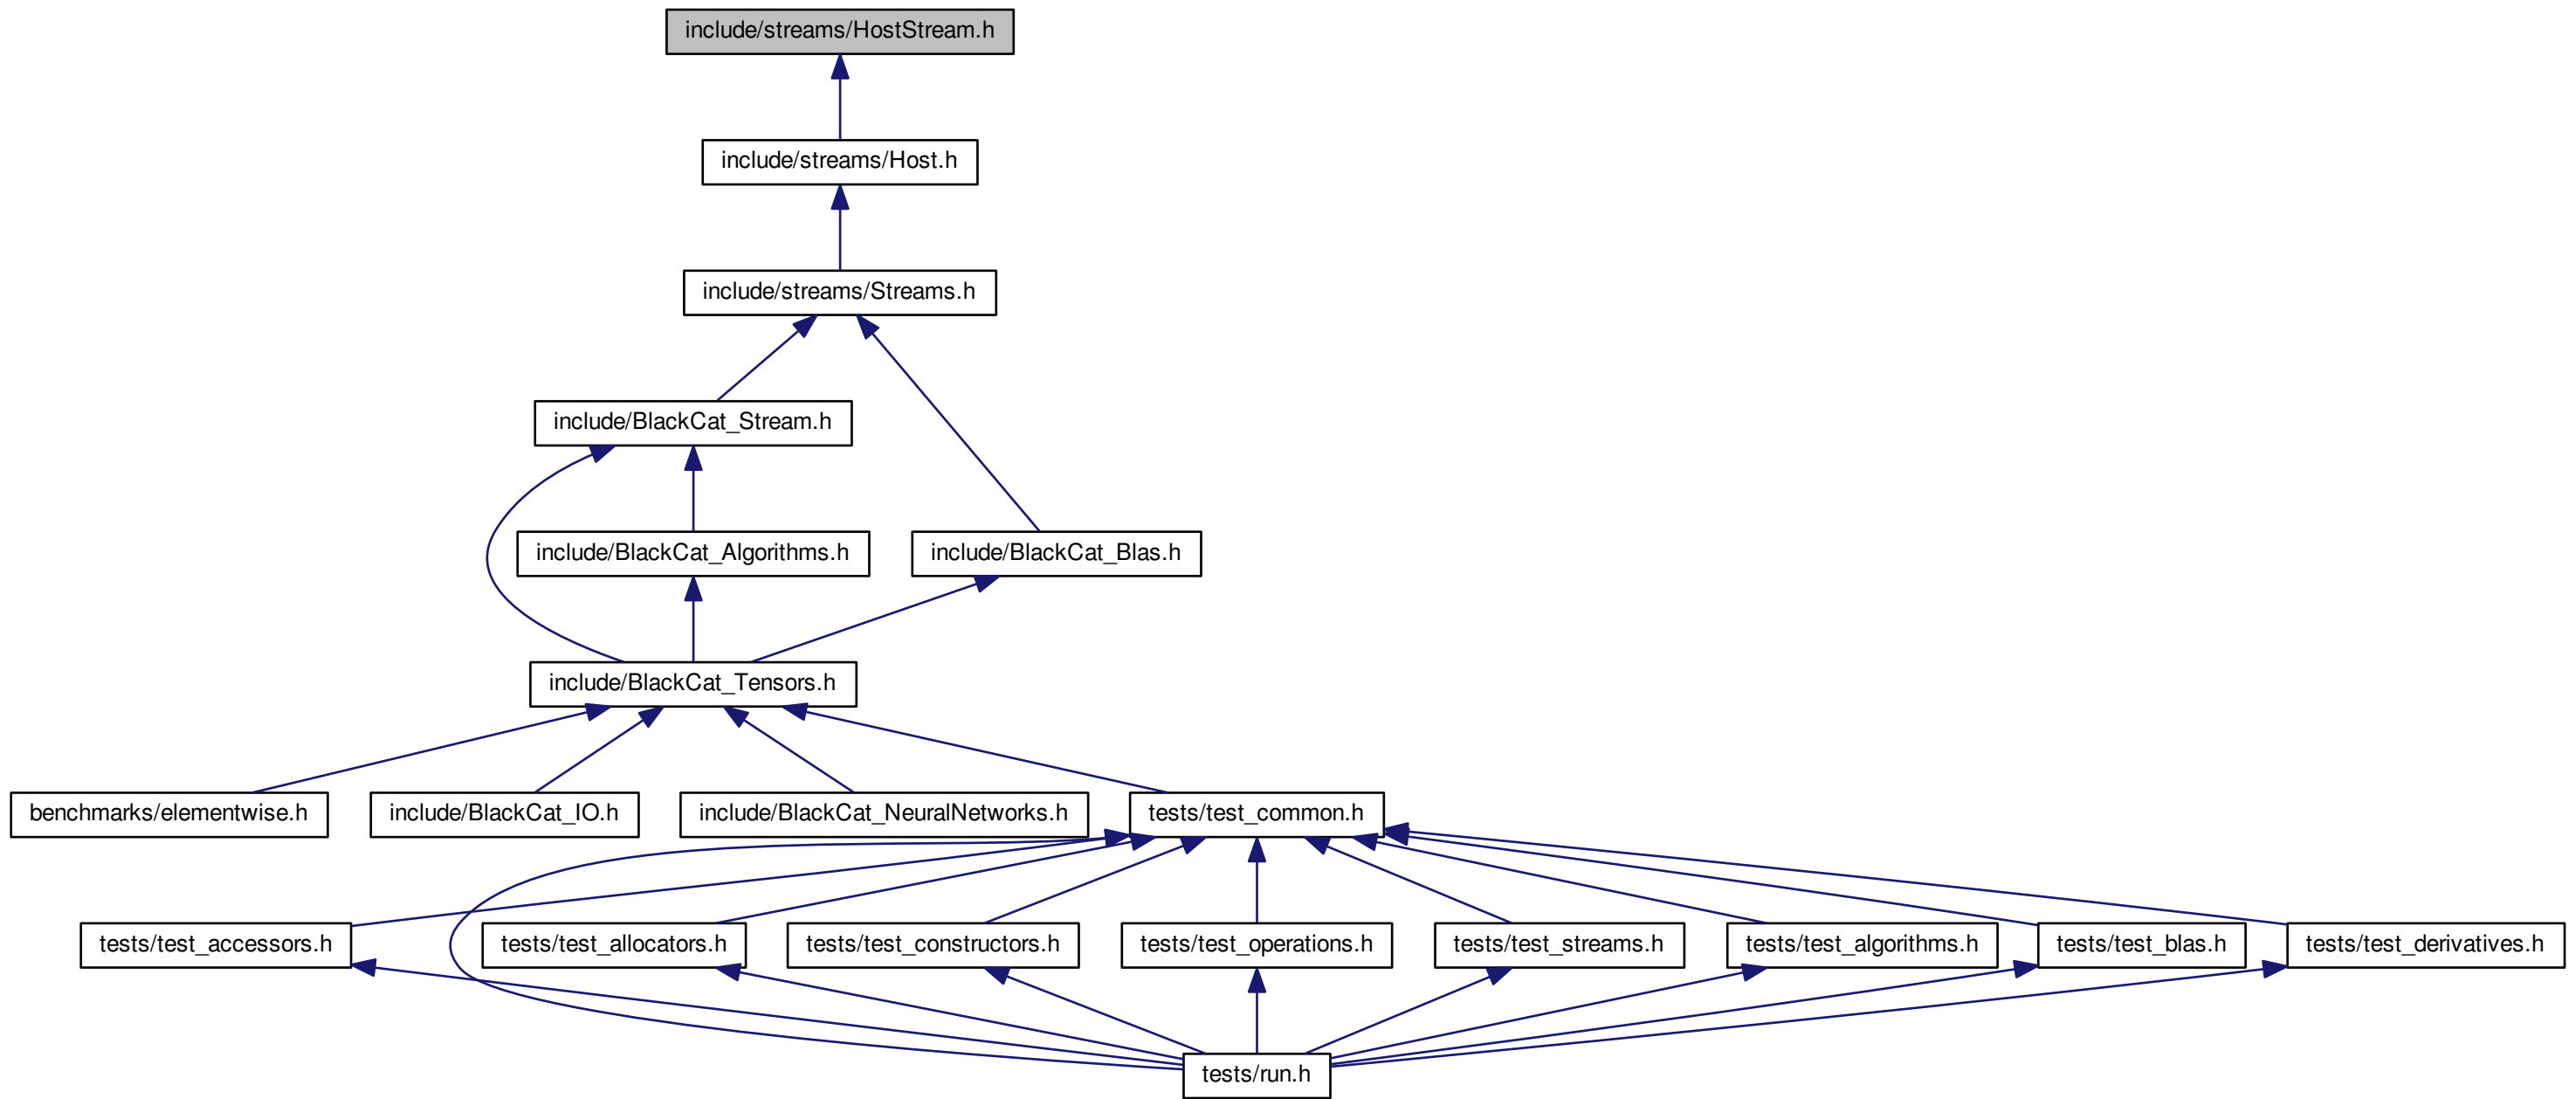 include/streams/HostStream.h
include/streams/Host.h
include/streams/Streams.h
include/BlackCat_Stream.h
include/BlackCat_Algorithms.h
include/BlackCat_Blas.h
include/BlackCat_Tensors.h
benchmarks/elementwise.h
include/BlackCat_IO.h
include/BlackCat_NeuralNetworks.h
tests/test_common.h
tests/test_accessors.h
tests/test_allocators.h
tests/test_constructors.h
tests/test_operations.h
tests/test_streams.h
tests/test_algorithms.h
tests/test_blas.h
tests/test_derivatives.h
tests/run.h